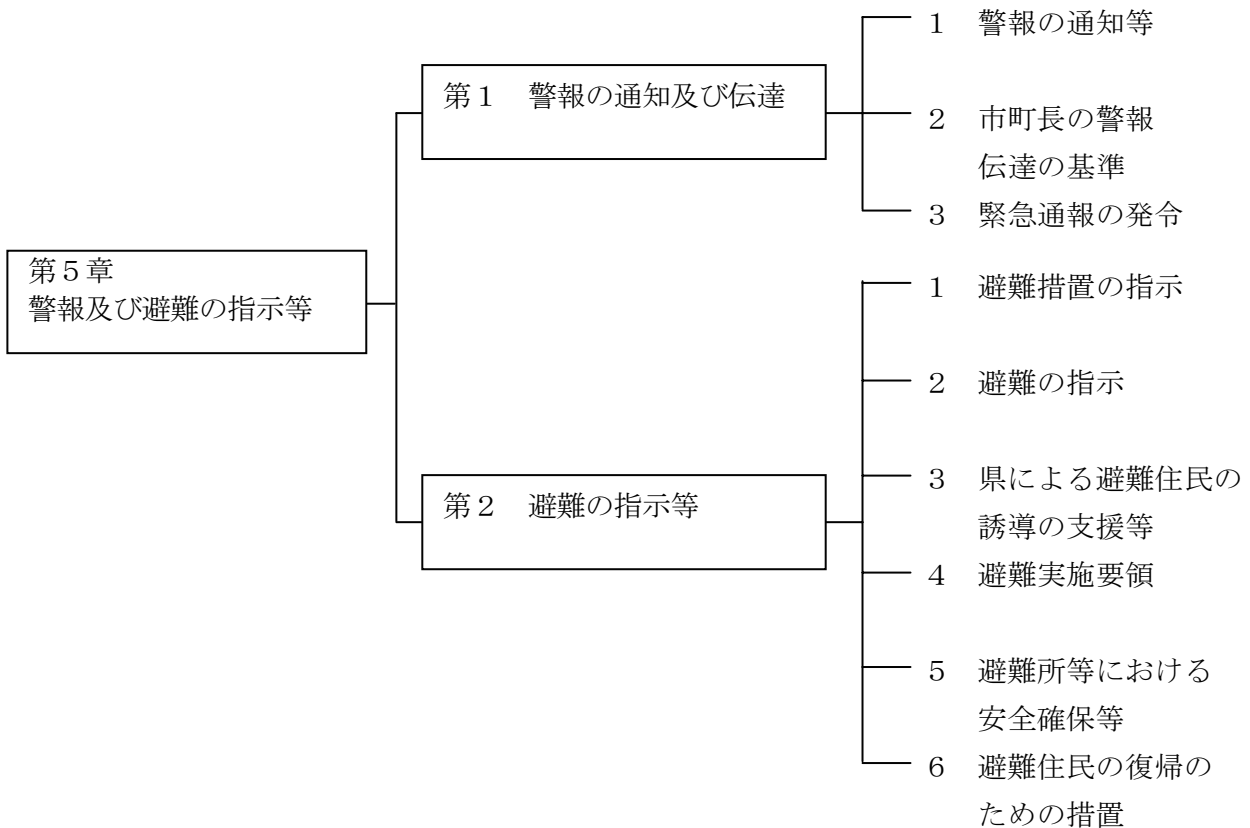 第５章
警報及び避難の指示等
第１　警報の通知及び伝達
１　警報の通知等
２　市町長の警報
伝達の基準
３　緊急通報の発令
第２　避難の指示等
１　避難措置の指示
２　避難の指示
３　県による避難住民の
誘導の支援等
４　避難実施要領
５　避難所等における
安全確保等
６　避難住民の復帰の
ための措置